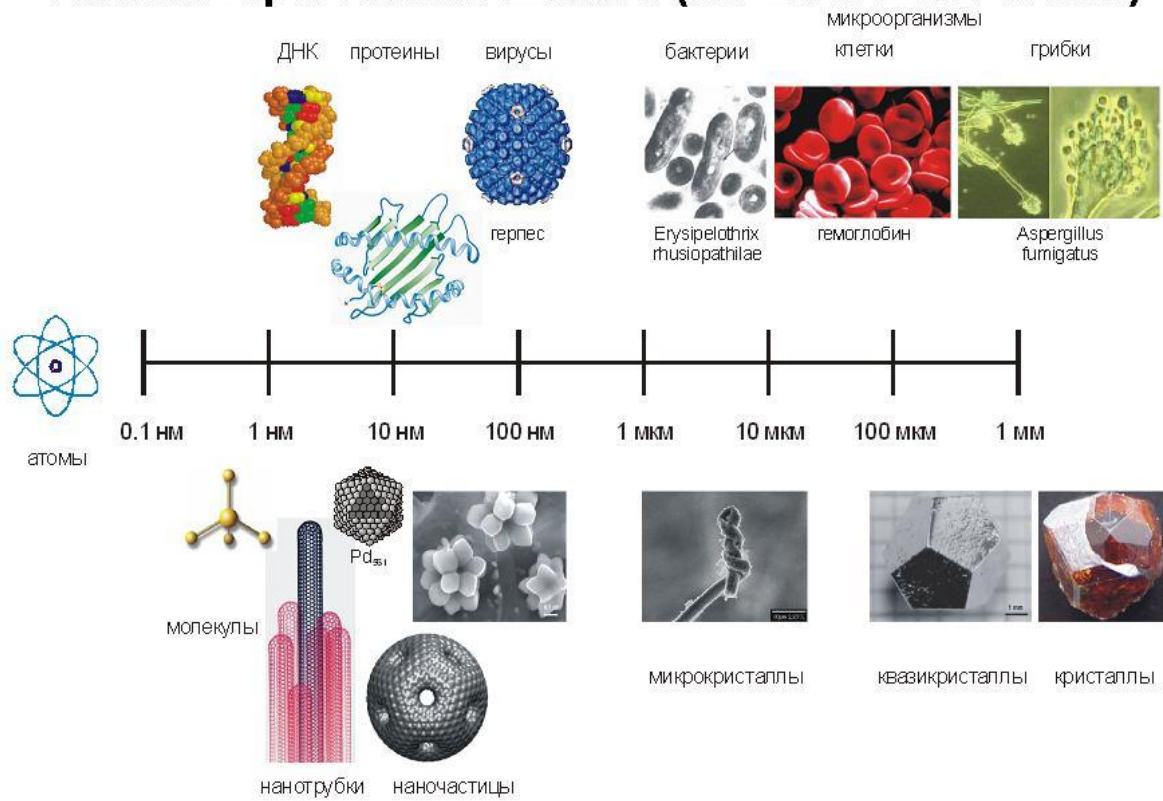 микроорганизмы
ДНК протеины вирусы бактерии клетки грибки
герпес
Erysipelothrix
rhusiopathilae
гемоглобин
Aspergillus
fumigatus
0.1 нм 1 нм 10 нм 100 нм 1 мкм 10 мкм 100 мкм 1 мм
атомы
Pd₅₆₁
1 mm
молекулы
микрокристаллы квазикристаллы кристаллы
нанотрубки наночастицы